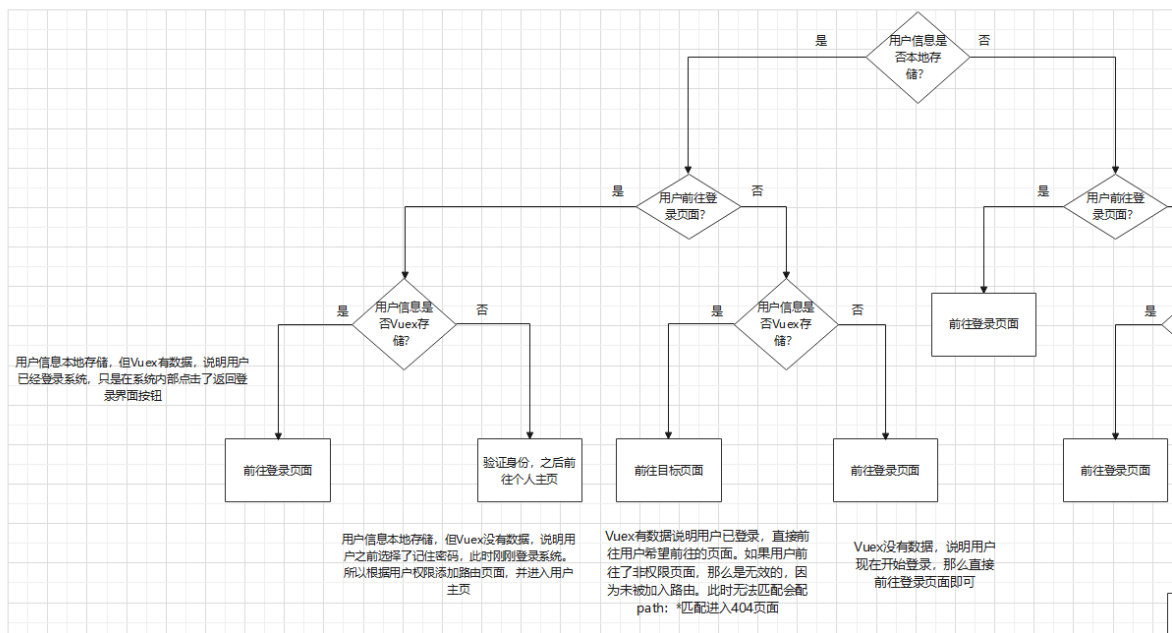 用户信息是
否本地存
储？
是
否
用户前往登
录页面？
是
否
用户前往登
录页面？
是
用户信息是
否Vuex存
储？
是
否
用户信息是
否Vuex存
储？
是
否
前往登录页面
是
用户信息本地存储，但Vuex有数据，说明用户
已经登录系统，只是在系统内部点击了返回登
录界面按钮
前往登录页面
验证身份，之后前
往个人主页
前往目标页面
前往登录页面
前往登录页面
用户信息本地存储，但Vuex没有数据，说明用
户之前选择了记住密码，此时刚刚登录系统。
所以根据用户权限添加路由页面，并进入用户
主页
Vuex有数据说明用户已登录，直接前
往用户希望前往的页面。如果用户前
往了非权限页面，那么是无效的，因
为未被加入路由。此时无法匹配会配
path：*匹配进入404页面
Vuex没有数据，说明用户
现在开始登录，那么直接
前往登录页面即可